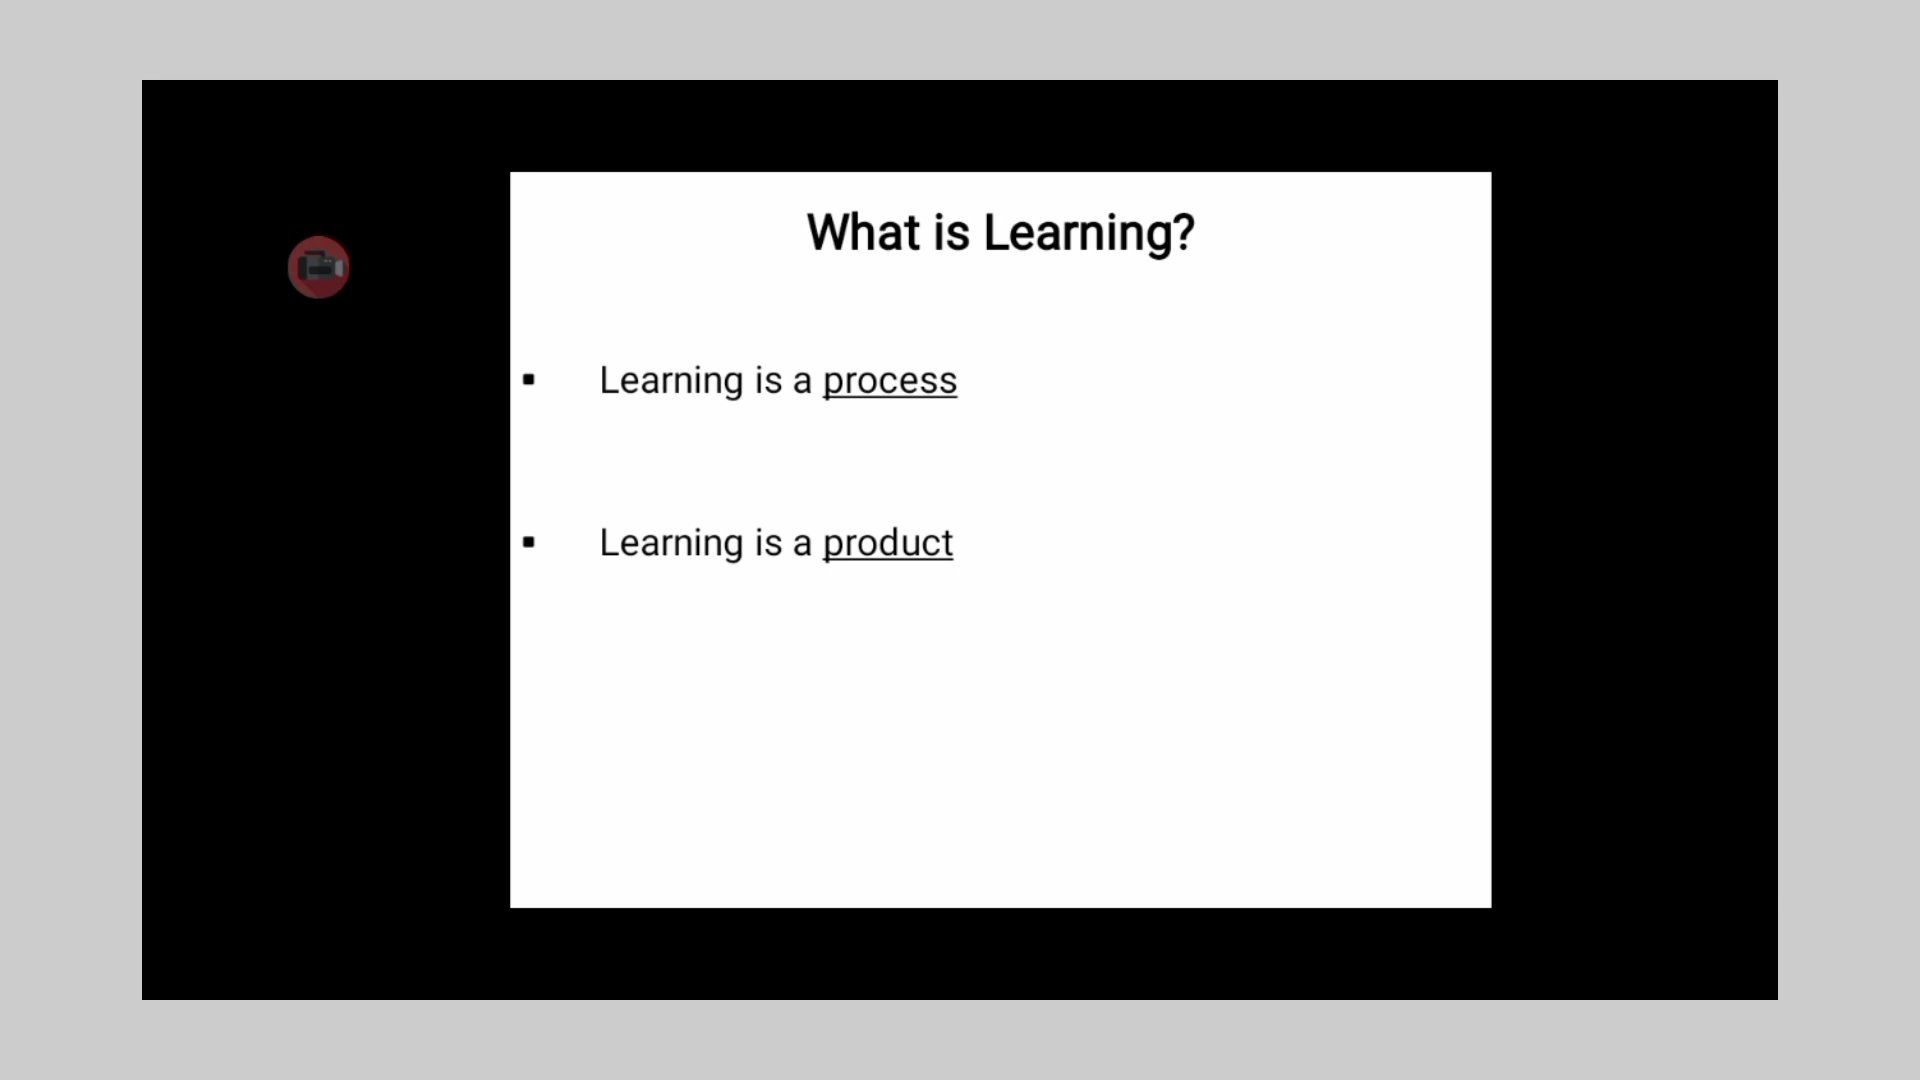 What is Learning?
▪ Learning is a process
▪ Learning is a product